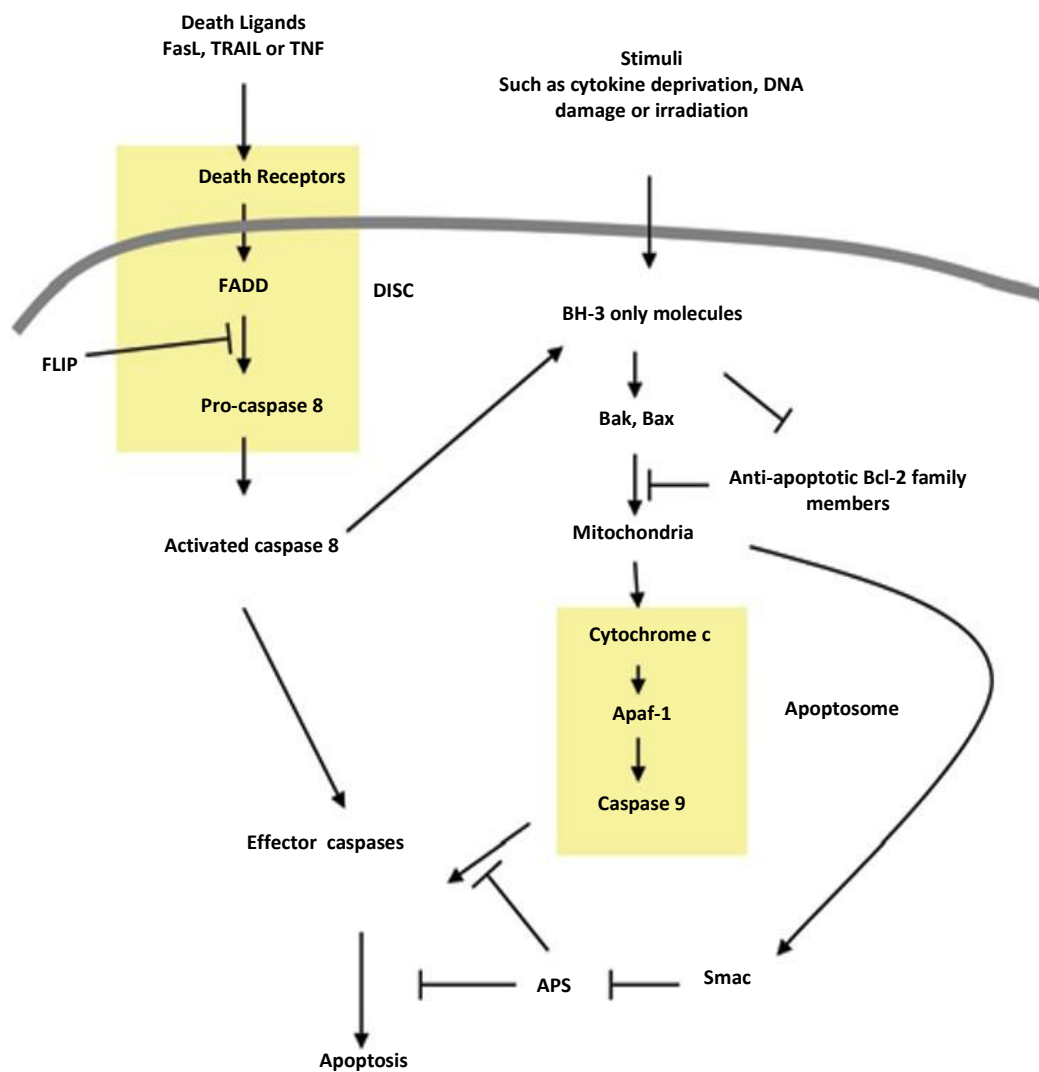 Death Ligands
FasL, TRAIL or TNF
Stimuli
Such as cytokine deprivation, DNA
damage or irradiation
Death Receptors
FADD
DISC
BH-3 only molecules
FLIP
Pro-caspase 8
Bak, Bax
Anti-apoptotic Bcl-2 family
members
Activated caspase 8
Mitochondria
Cytochrome c
Apaf-1
Apoptosome
Caspase 9
Effector caspases
APS
Smac
Apoptosis